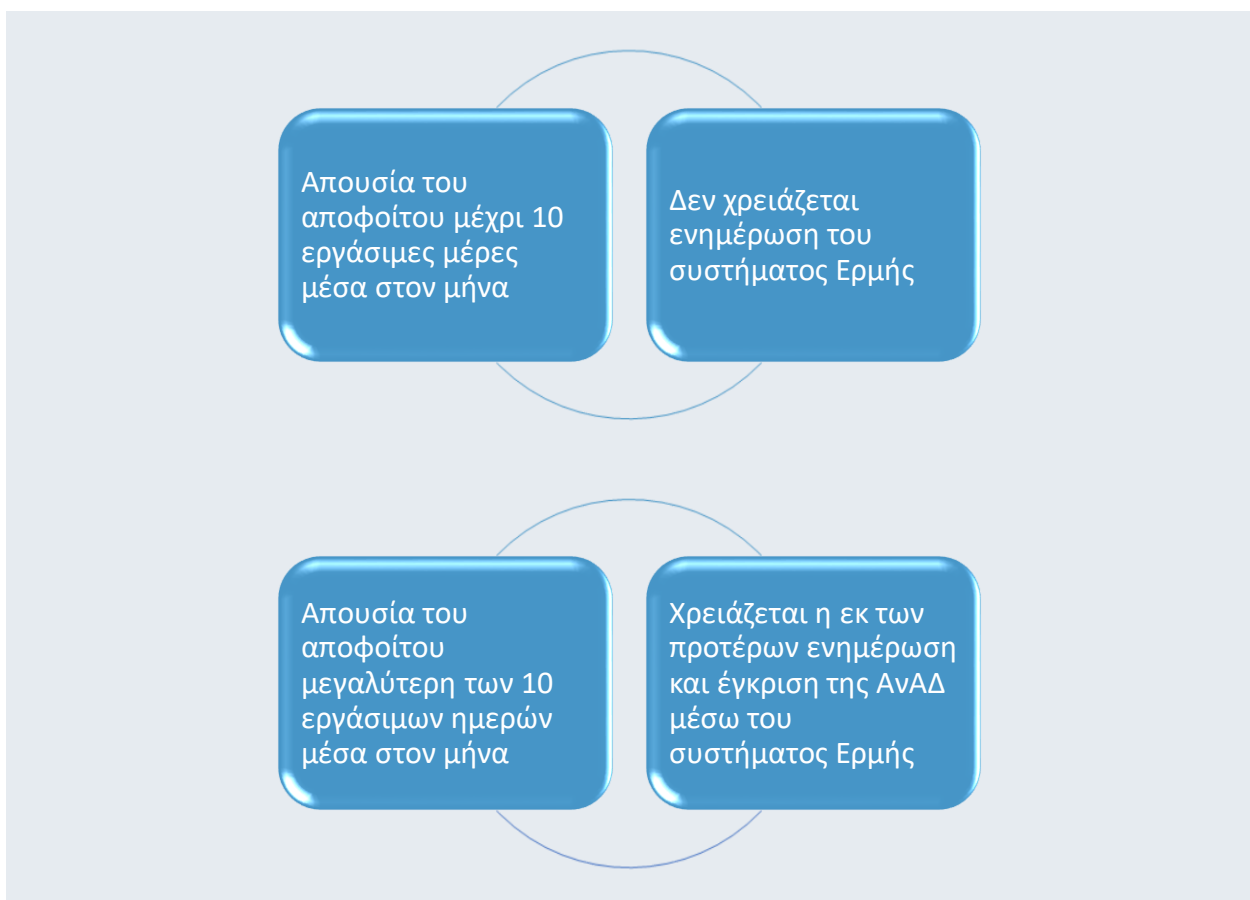 Απουσία του
αποφοίτου μέχρι 10
εργάσιμες μέρες
μέσα στον μήνα
Δεν χρειάζεται
ενημέρωση του
συστήματος Ερμής
Απουσία του
αποφοίτου
μεγαλύτερη των 10
εργάσιμων ημερών
μέσα στον μήνα
Χρειάζεται η εκ των
προτέρων ενημέρωση
και έγκριση της ΑνΑΔ
μέσω του
συστήματος Ερμής